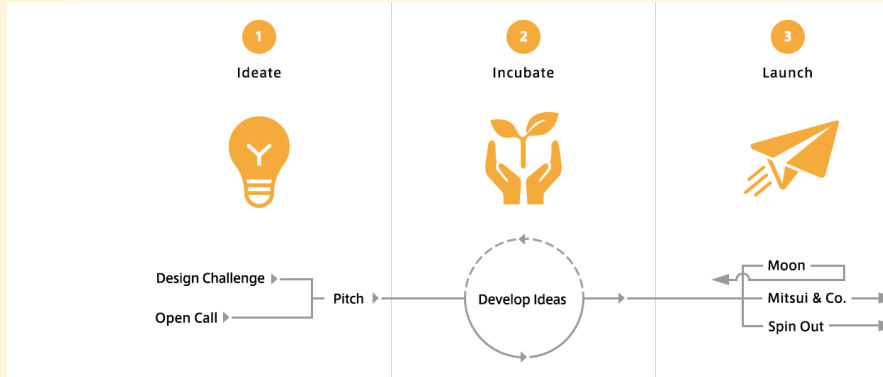 1
Ideate
2
Incubate
3
Launch
Design Challenge
Open Call
Pitch
Develop Ideas
Moon
Mitsui & Co.
Spin Out